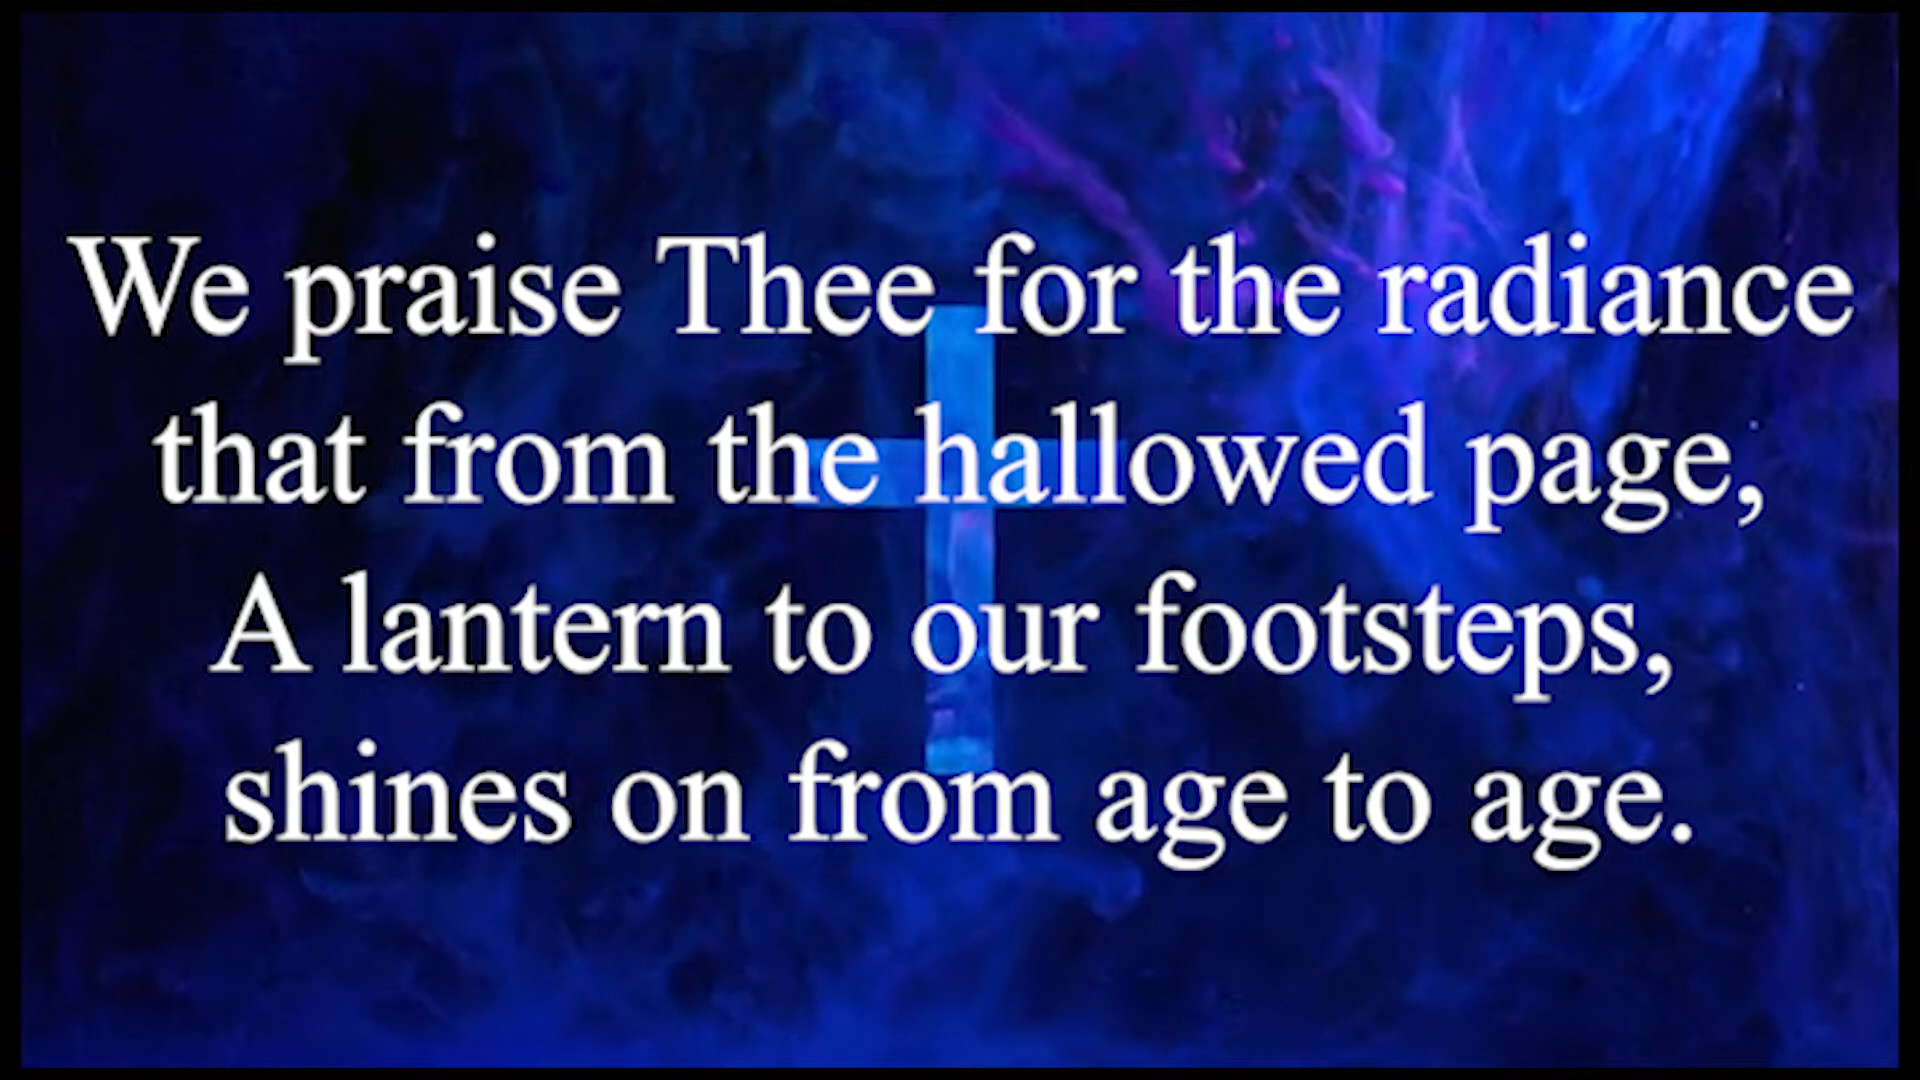 We praise Thee for the radiance
that from the hallowed page,
A lantern to our footsteps,
shines on from age to age.